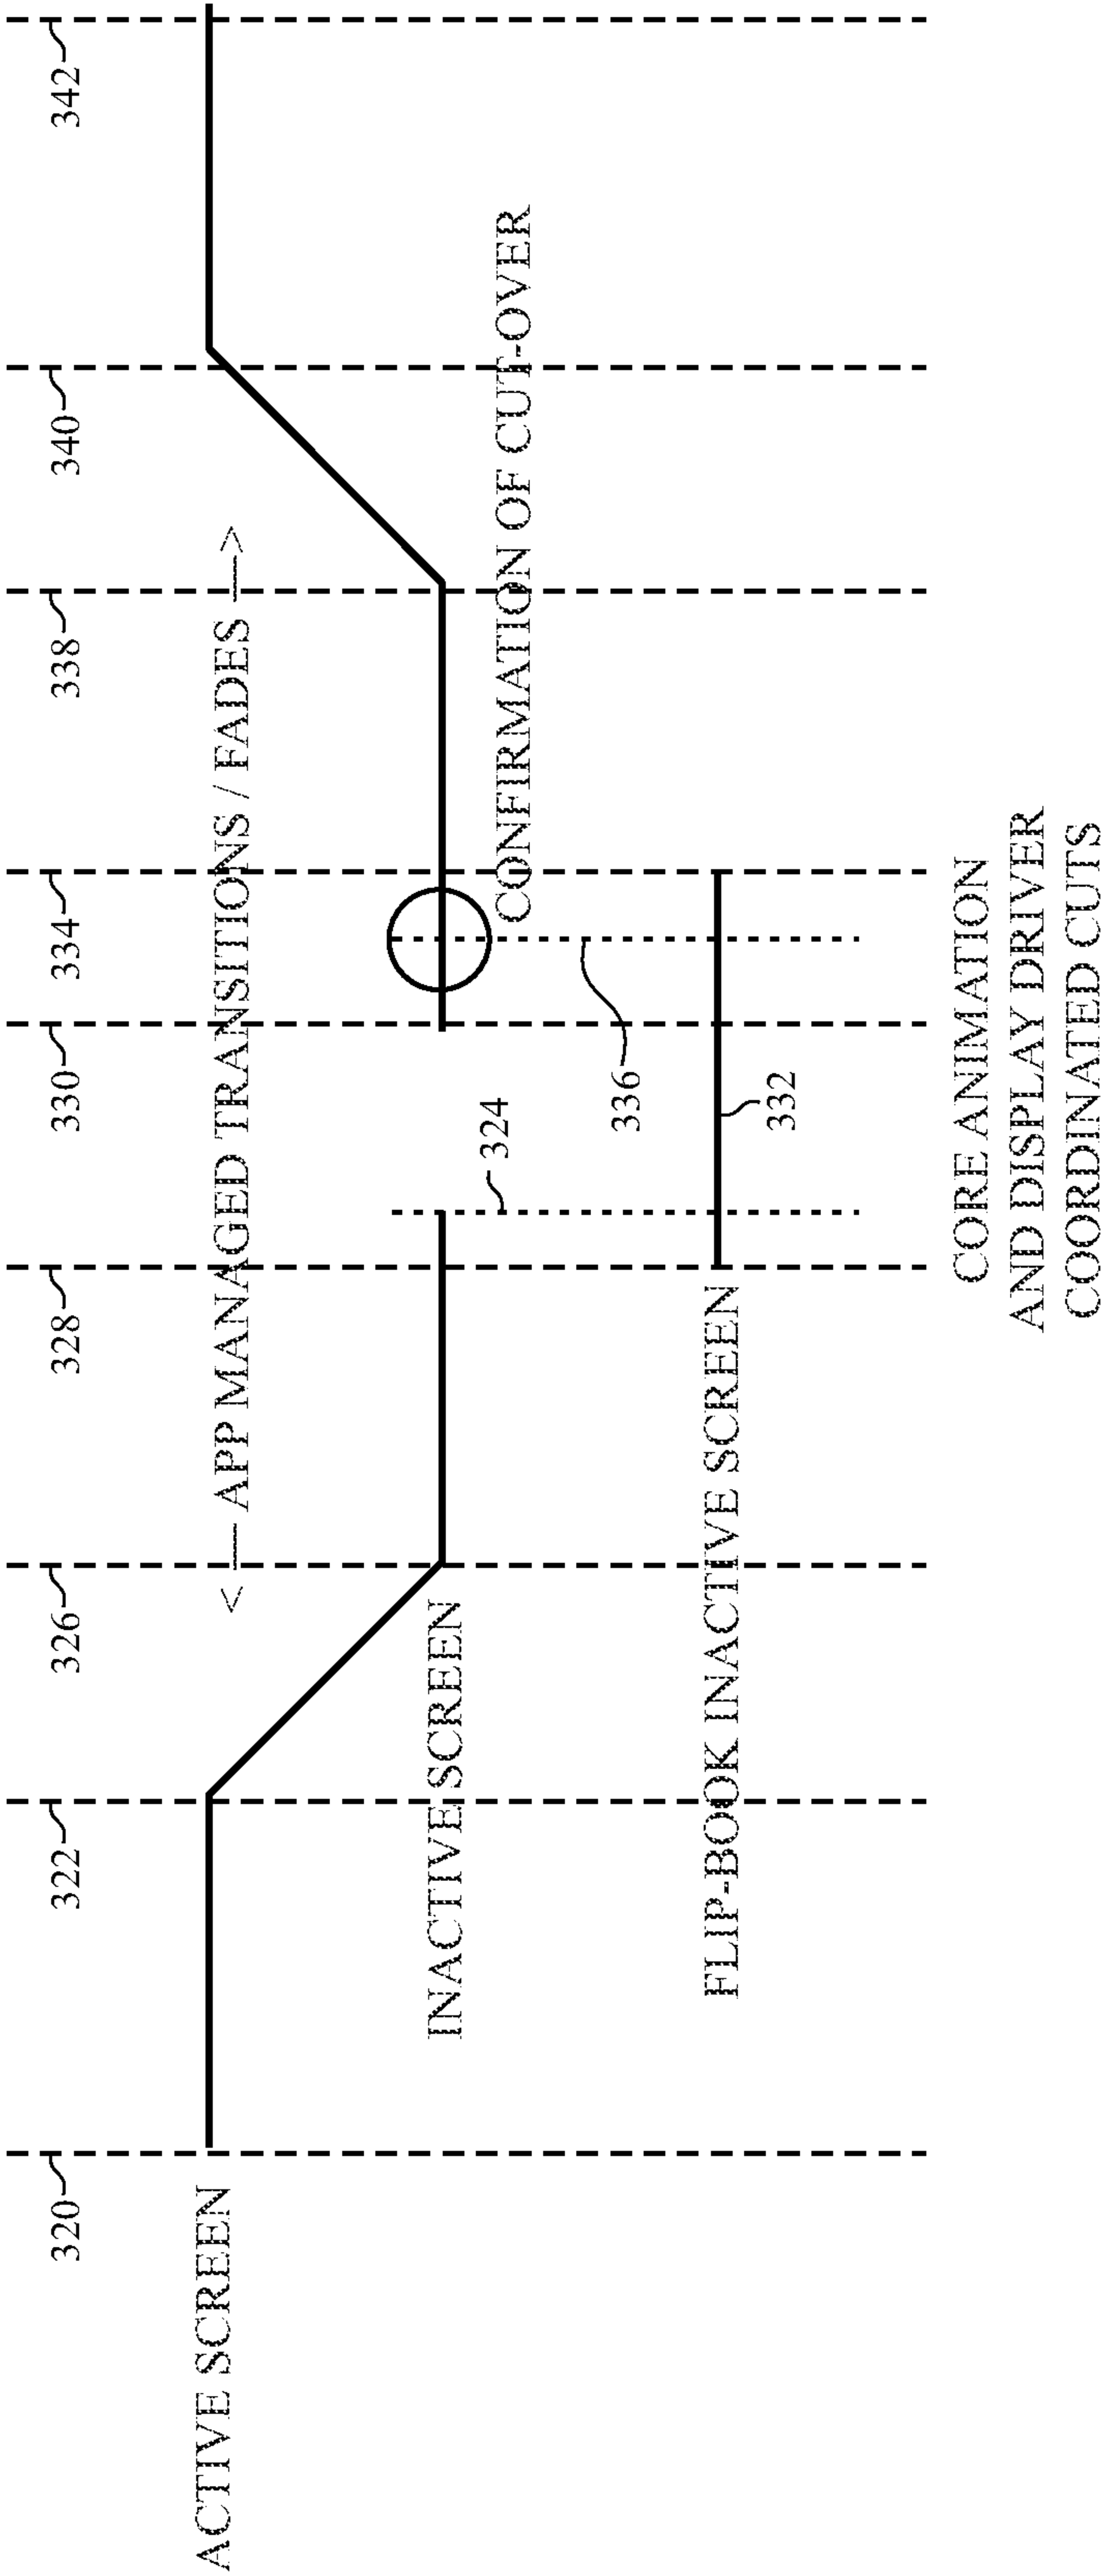 320
322
326
328
330
334
338
340
342
ACTIVE SCREEN
<— APP MANAGED TRANSITIONS / FADES —>
INACTIVE SCREEN
324
CONFIRMATION OF CUT-OVER
336
FLIP-BOOK INACTIVE SCREEN
332
CORE ANIMATION
AND DISPLAY DRIVER
COORDINATED CUTS